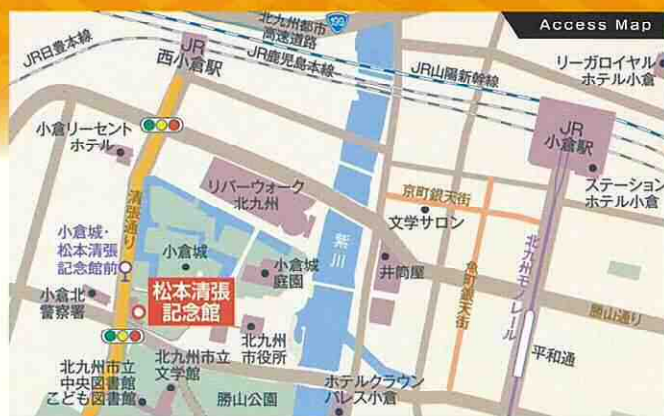 Access Map
199
北九州都市
高速道路
JR日豊本線
JR
西小倉駅
JR鹿児島本線
JR山陽新幹線
リーガロイヤル
ホテル小倉
小倉リーセント
ホテル
JR
小倉駅
ステーション
ホテル小倉
リバーウォーク
北九州
京町銀天街
文学サロン
清張通り
小倉城・
松本清張
記念館前
小倉城
小倉城
庭園
紫川
井筒屋
魚町銀天街
北九州モノレール
勝山通り
小倉北
警察署
松本清張
記念館
北九州
市役所
平和通
北九州市立
中央図書館
こども図書館
北九州市立
文学館
勝山公園
ホテルクラウン
パレス小倉